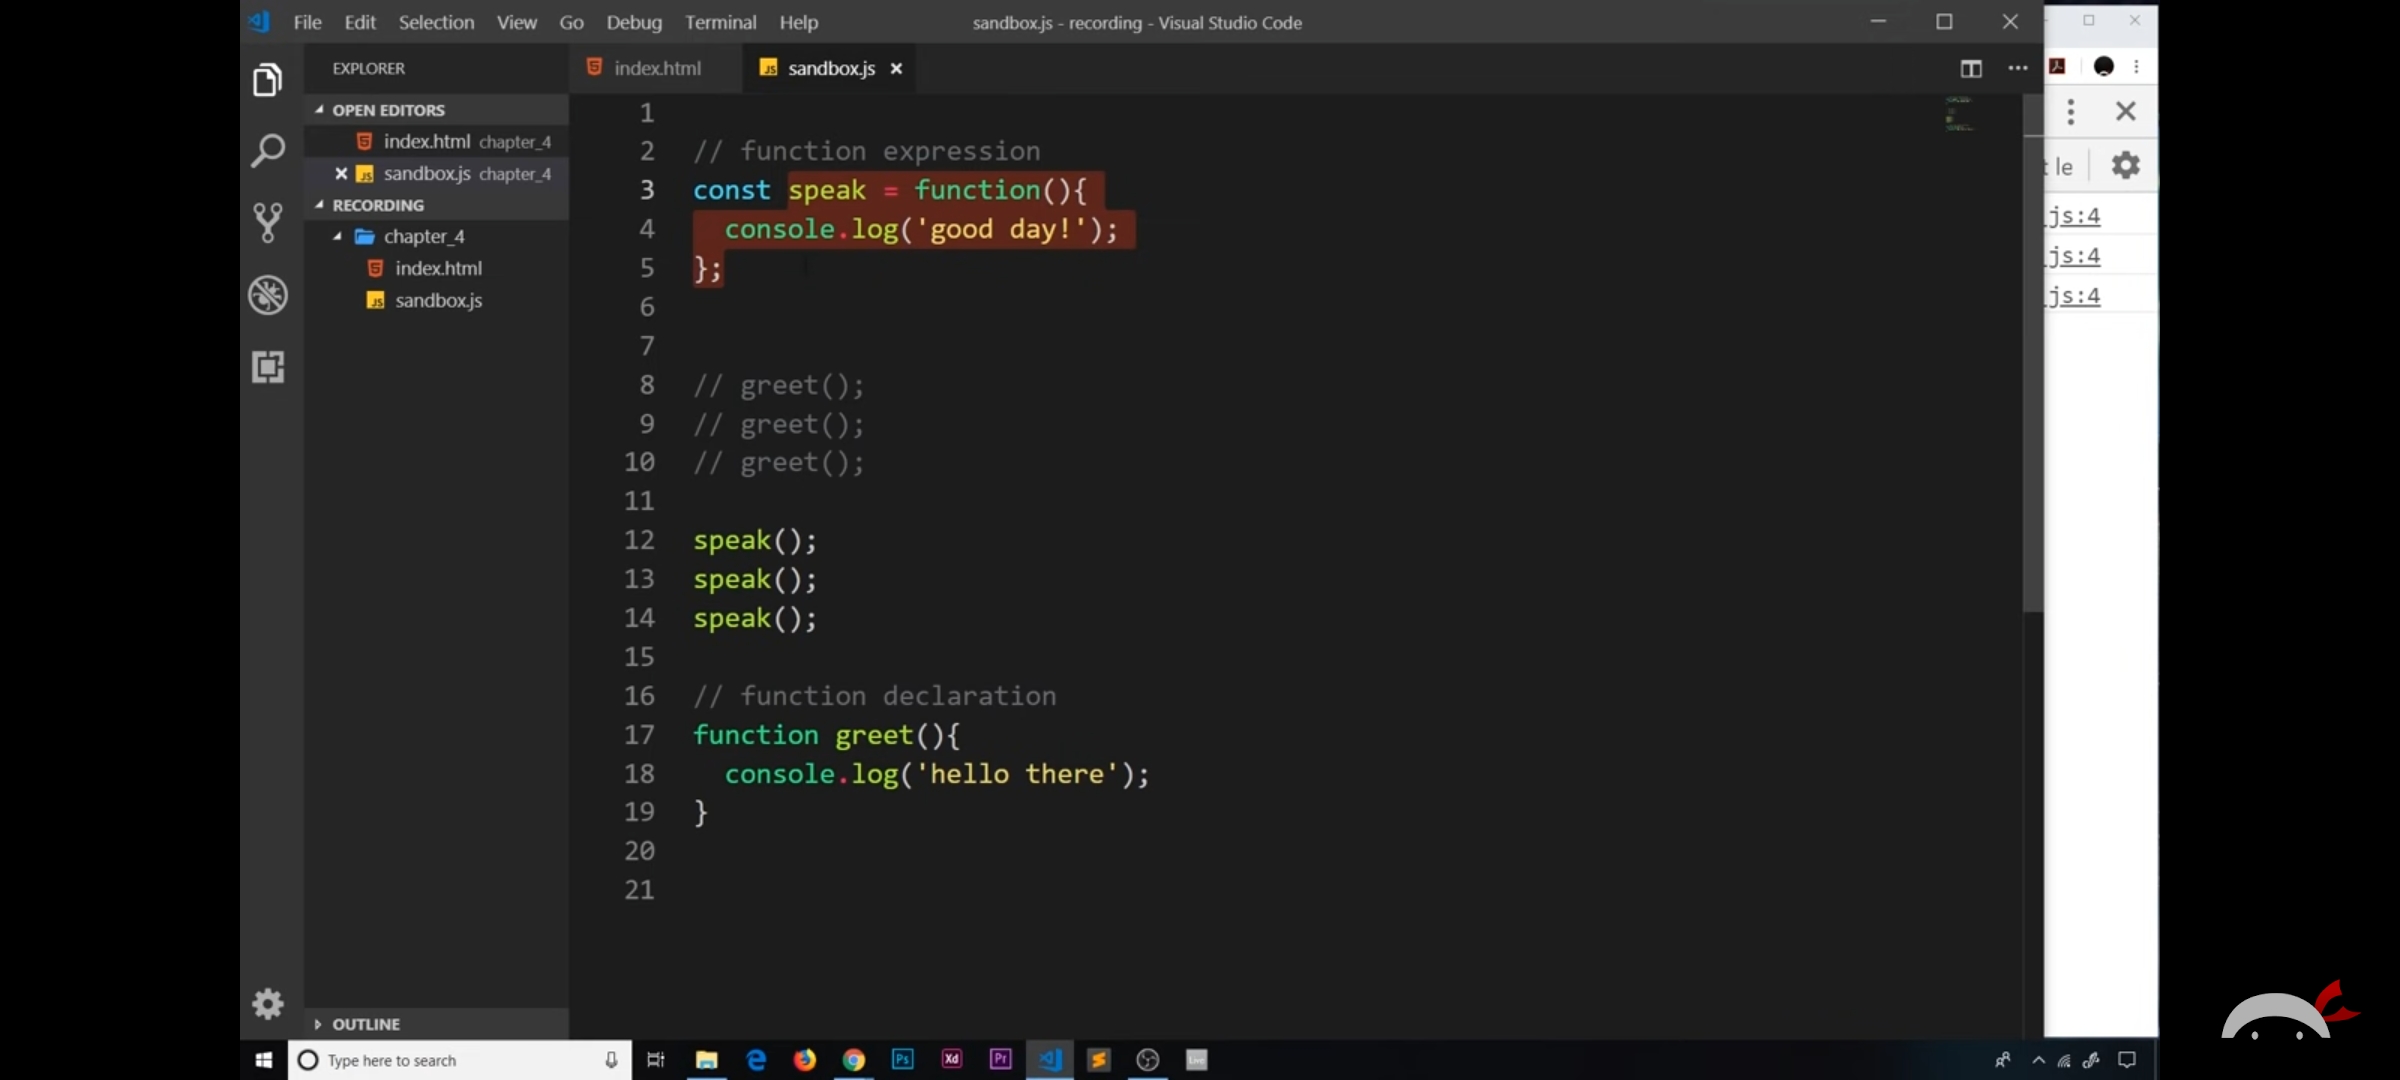 File Edit Selection View Go Debug Terminal Help
sandbox.js - recording - Visual Studio Code
EXPLORER
index.html
sandbox.js
OPEN EDITORS
index.html chapter_4
sandbox.js chapter_4
RECORDING
chapter_4
index.html
sandbox.js
OUTLINE
1
2 // function expression
3 const speak = function(){
4 console.log('good day!');
5 };
6
7
8 // greet();
9 // greet();
10 // greet();
11
12 speak();
13 speak();
14 speak();
15
16 // function declaration
17 function greet(){
18 console.log('hello there');
19 }
20
21
le
js:4
js:4
js:4
Type here to search
Ps
Xd
Pr